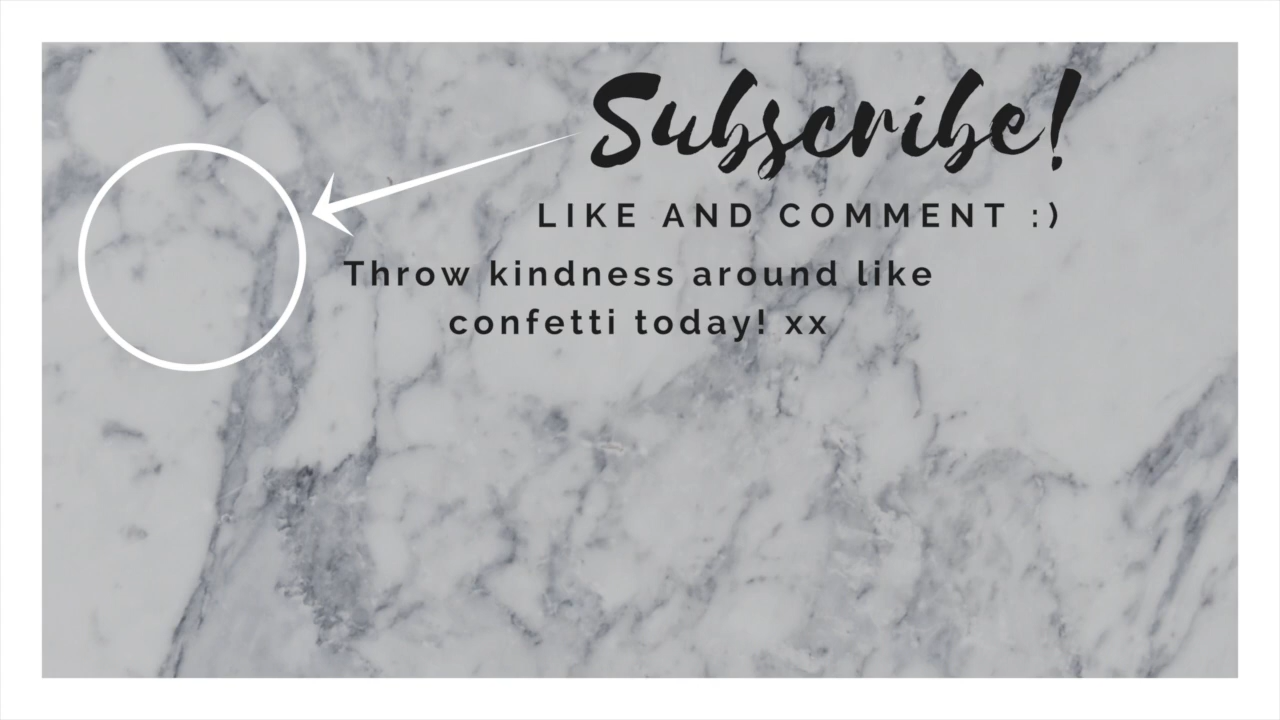 Subscribe!
LIKE AND COMMENT :)
Throw kindness around like
confetti today! xx